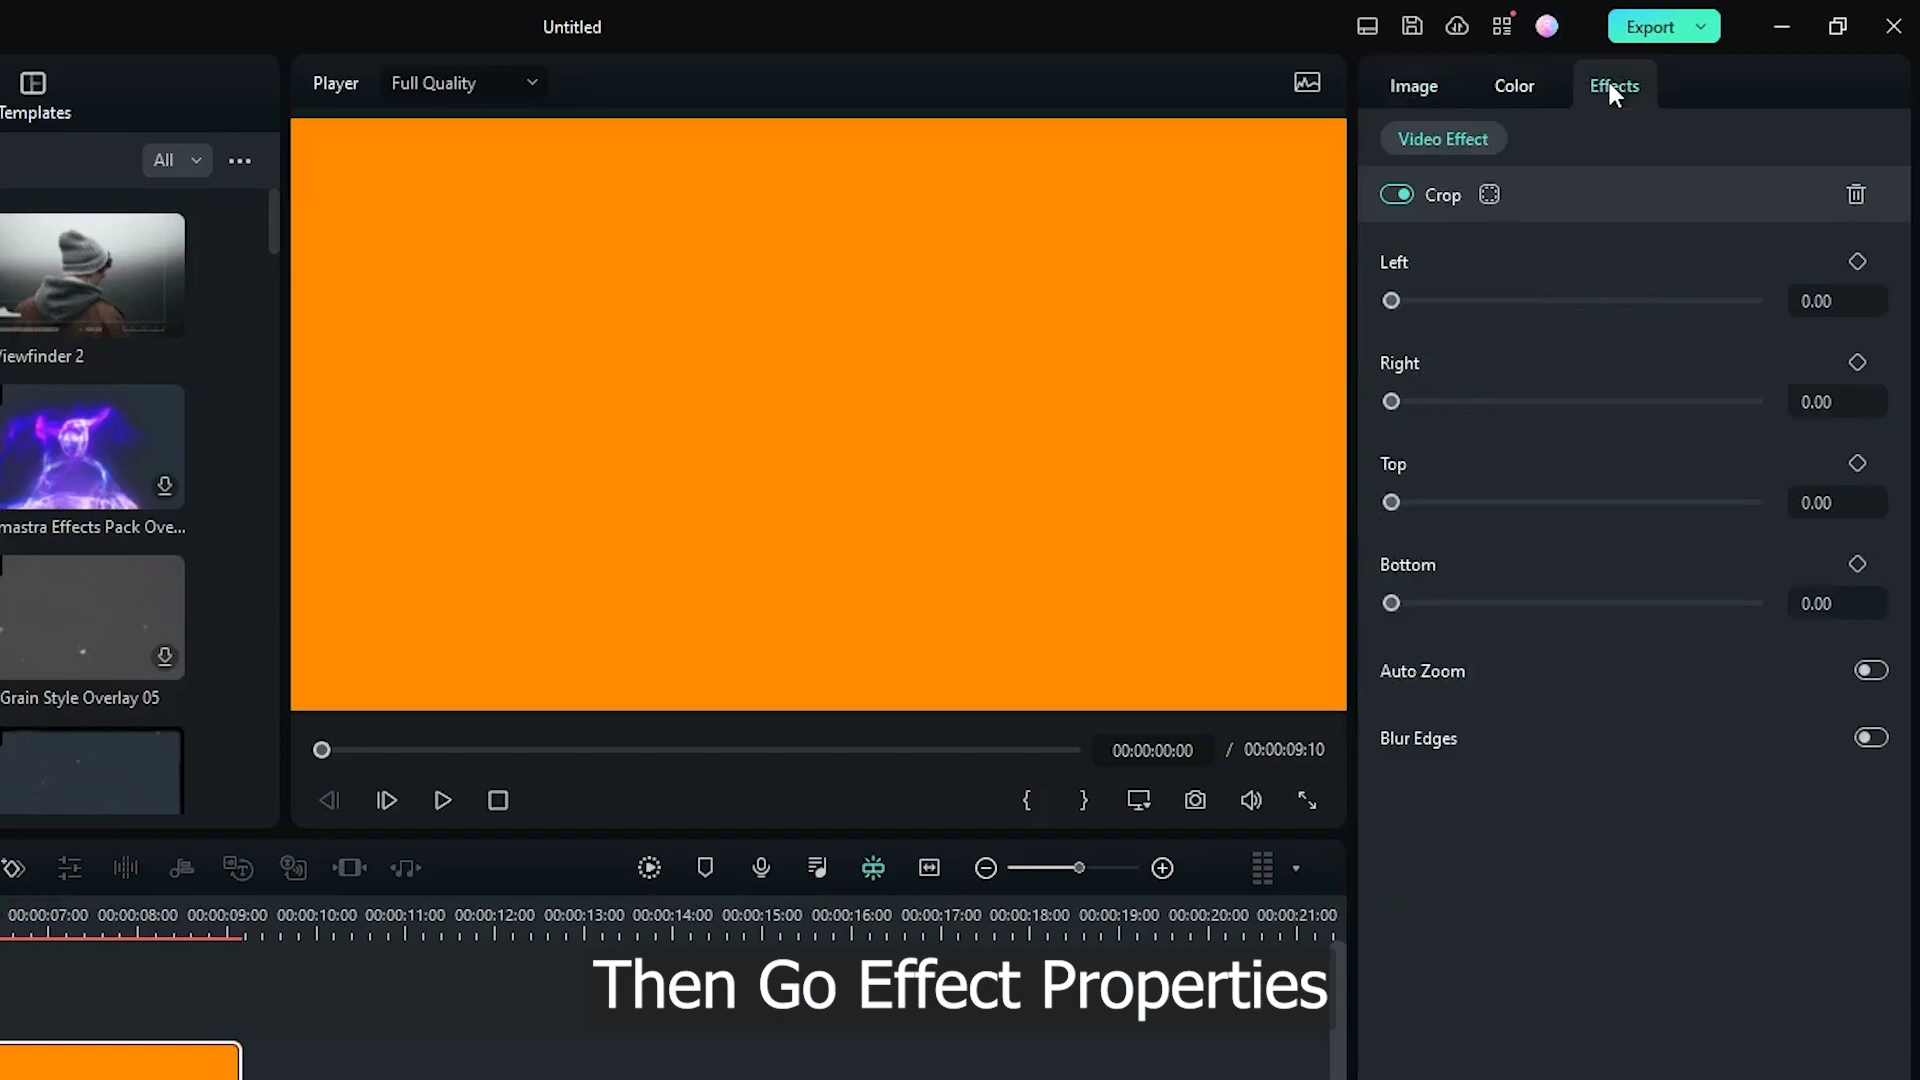 Untitled
Export
Templates
Player
Full Quality
Image
Color
Effects
All
Video Effect
Crop
Left
0.00
Viewfinder 2
Right
0.00
Top
0.00
mastra Effects Pack Ove...
Bottom
0.00
Grain Style Overlay 05
Auto Zoom
Blur Edges
00:00:00:00 / 00:00:09:10
00:00:07:00 00:00:08:00 00:00:09:00 00:00:10:00 00:00:11:00 00:00:12:00 00:00:13:00 00:00:14:00 00:00:15:00 00:00:16:00 00:00:17:00 00:00:18:00 00:00:19:00 00:00:20:00 00:00:21:00
Then Go Effect Properties